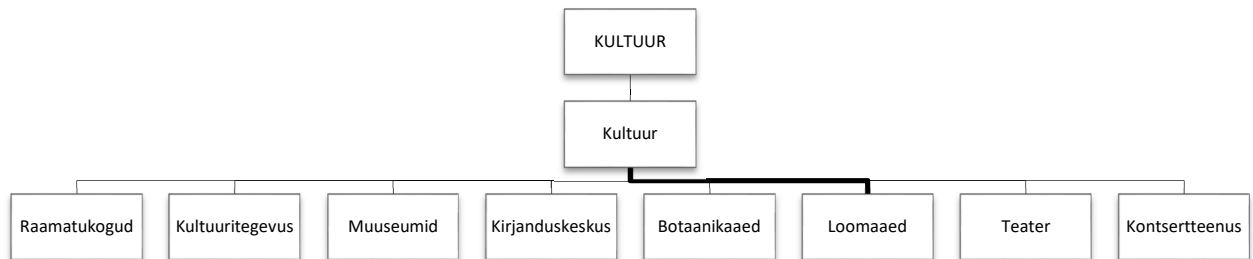 KULTUUR
Kultuur
Raamatukogud
Kultuuritegevus
Muuseumid
Kirjanduskeskus
Botaanikaaed
Loomaaed
Teater
Kontsertteenus